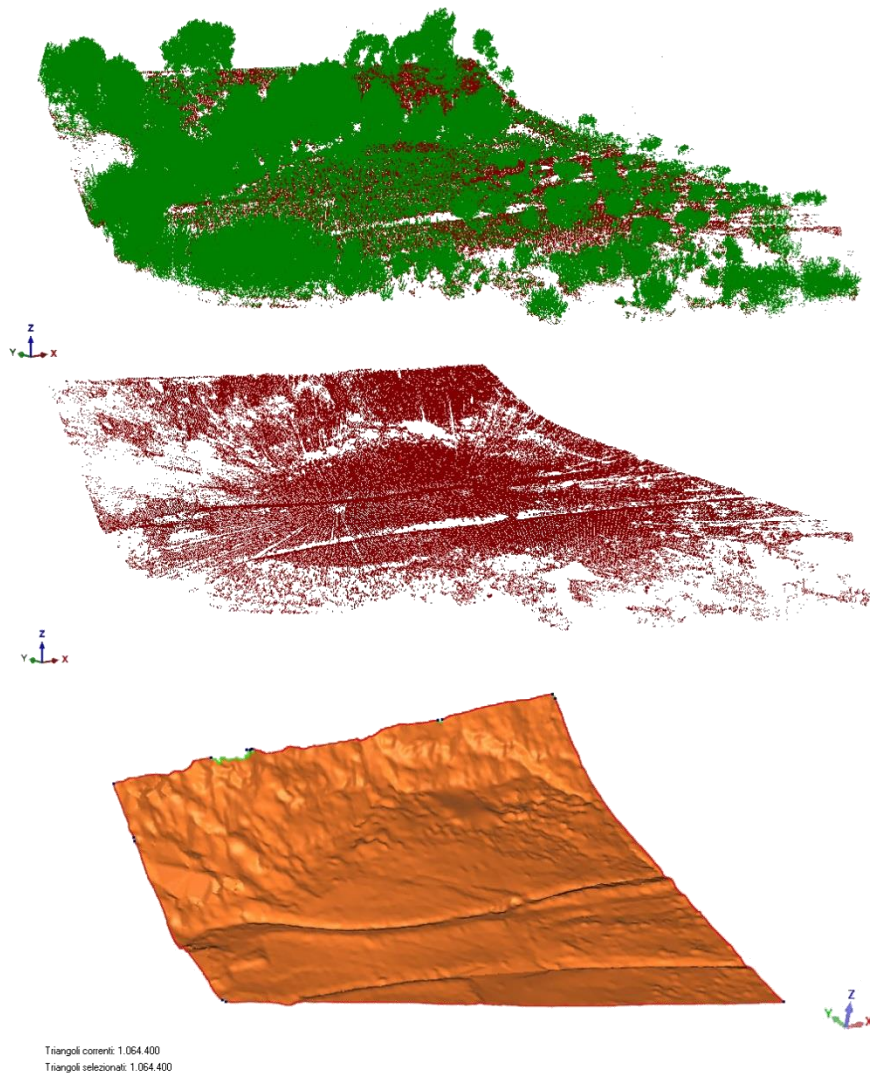 Z
Y X
Z
Y X
Z
Y X
Triangoli correnti: 1.064.400
Triangoli selezionati: 1.064.400